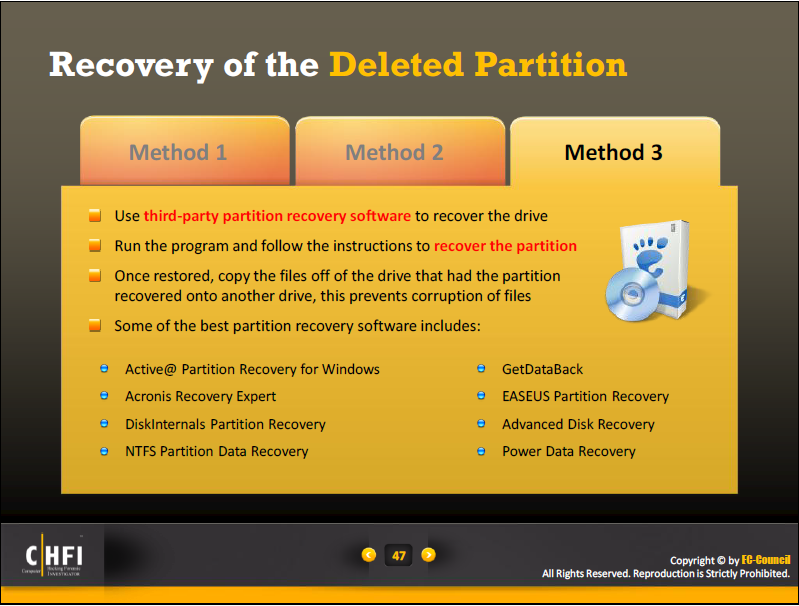 Recovery of the Deleted Partition
Method 1
Method 2
Method 3
Use third-party partition recovery software to recover the drive
Run the program and follow the instructions to recover the partition
Once restored, copy the files off of the drive that had the partition
recovered onto another drive, this prevents corruption of files
Some of the best partition recovery software includes:
Active@ Partition Recovery for Windows
Acronis Recovery Expert
DiskInternals Partition Recovery
NTFS Partition Data Recovery
GetDataBack
EASEUS Partition Recovery
Advanced Disk Recovery
Power Data Recovery
CHFI
Computer Hacking Forensic
INVESTIGATOR
47
Copyright © by EC-Council
All Rights Reserved. Reproduction is Strictly Prohibited.